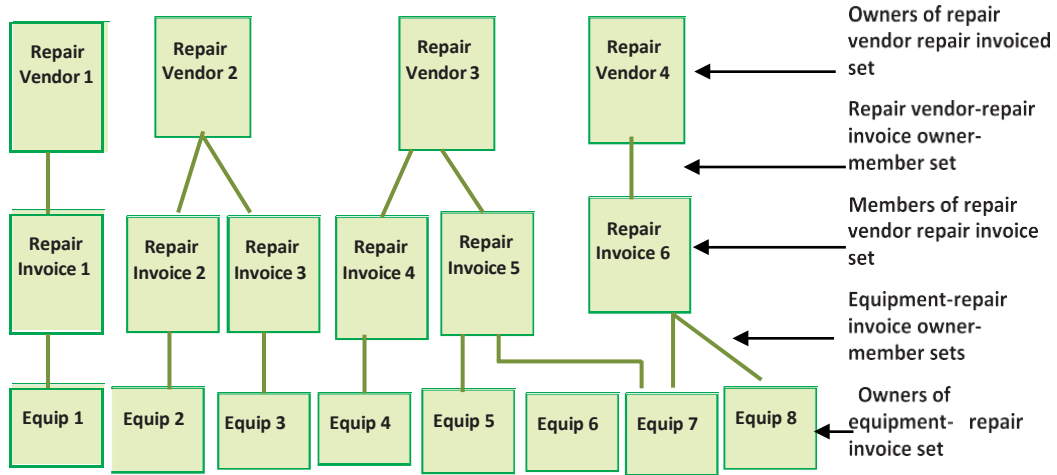 Repair
Vendor 1
Repair
Vendor 2
Repair
Vendor 3
Repair
Vendor 4
Owners of repair
vendor repair invoiced
set
Repair vendor-repair
invoice owner-
member set
Repair
Invoice 1
Repair
Invoice 2
Repair
Invoice 3
Repair
Invoice 4
Repair
Invoice 5
Repair
Invoice 6
Members of repair
vendor repair invoice
set
Equipment-repair
invoice owner-
member sets
Equip 1
Equip 2
Equip 3
Equip 4
Equip 5
Equip 6
Equip 7
Equip 8
Owners of
equipment- repair
invoice set